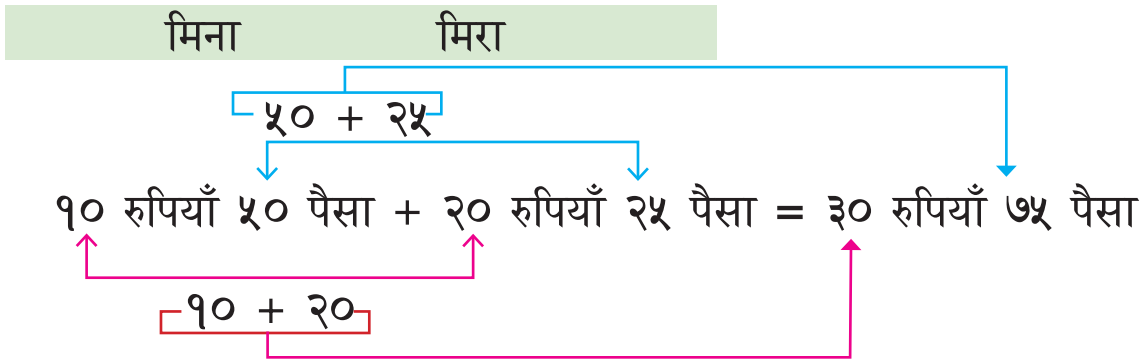 मिना मिरा
५० + २५
१० रुपियाँ ५० पैसा + २० रुपियाँ २५ पैसा = ३० रुपियाँ ७५ पैसा
१० + २०